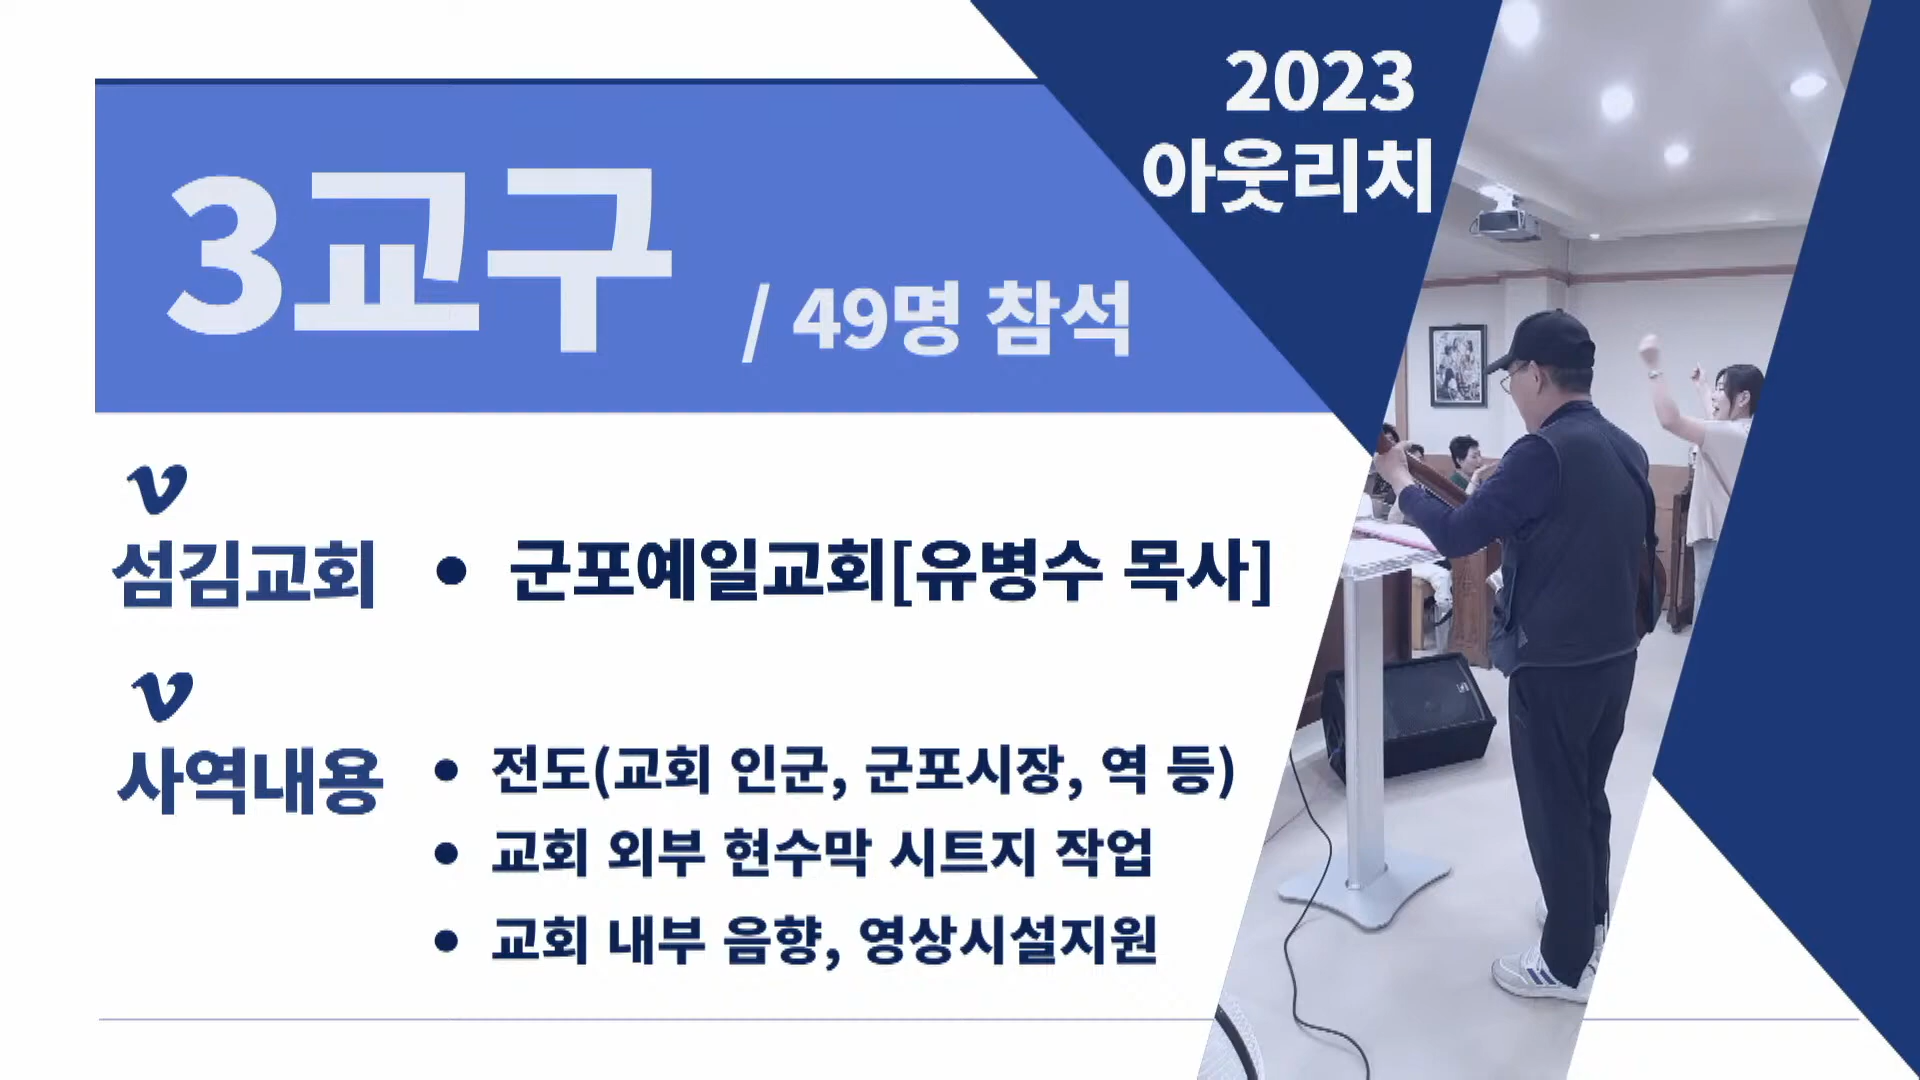 2023
아웃리치
3교구 / 49명 참석
v
섬김교회 • 군포예일교회[유병수 목사]
v
사역내용 • 전도(교회 인군, 군포시장, 역 등)
• 교회 외부 현수막 시트지 작업
• 교회 내부 음향, 영상시설지원